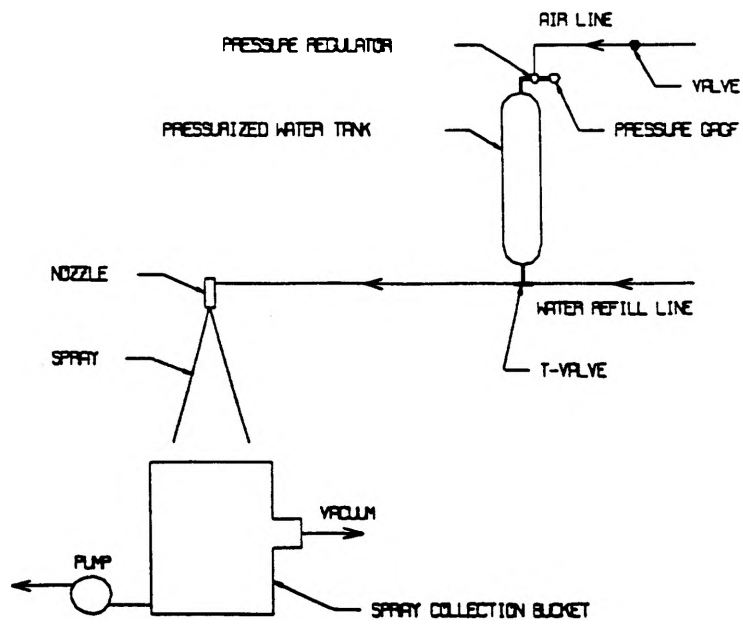 AIR LINE
PRESSURE REGULATOR
VALVE
PRESSURIZED WATER TANK
PRESSURE GAGE
NOZZLE
WATER REFILL LINE
SPRAY
T-VALVE
VACUUM
PUMP
SPRAY COLLECTION BUCKET